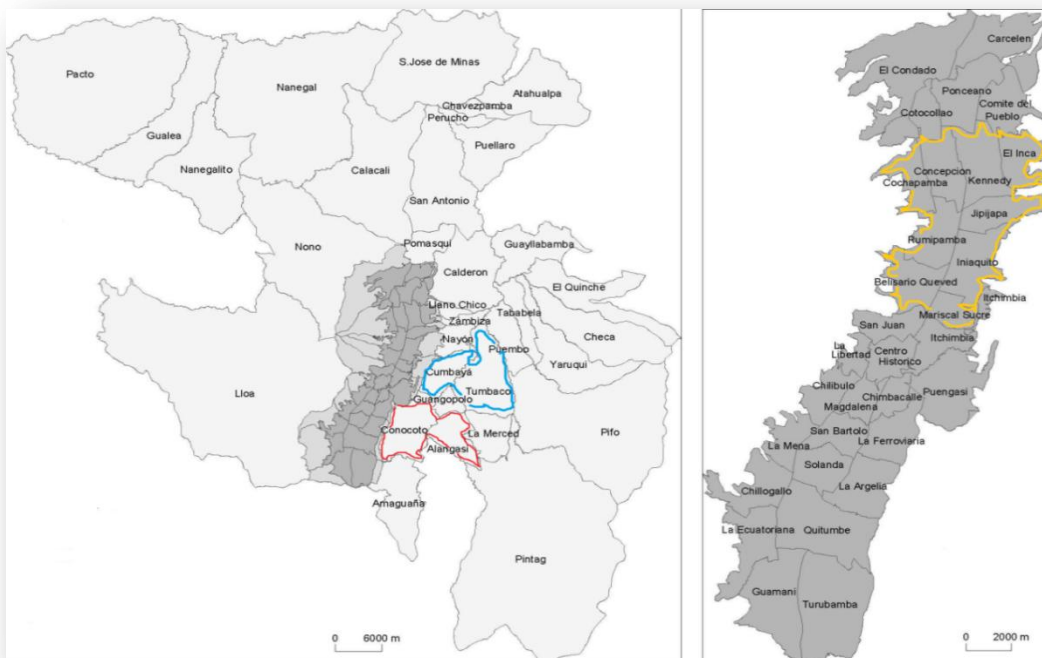 Pacto
Nanegal
S.Jose de Minas
Atahualpa
Chavezpamba
Perucho
Gualea
Puellaro
Nanegalito
Calacali
San Antonio
Nono
Pomasqui
Guayllabamba
Calderon
El Quinche
Llano Chico
Tababela
Zambiza
Checa
Nayón
Puembo
Yaruqui
Cumbayá
Lloa
Tumbaco
Guangopolo
Conocoto
La Merced
Pifo
Alangasi
Amaguaña
Pintag
0 6000 m
Carcelen
El Condado
Ponceano
Comite del
Pueblo
Cotocollao
El Inca
Concepción
Kennedy
Cochapamba
Jipijapa
Rumipamba
Iniaquito
Belisario Queved
Itchimbia
Mariscal Sucre
San Juan
Itchimbia
La
Libertad
Centro
Historico
Chilibulo
Puengasi
Chimbacalle
Magdalena
San Bartolo
La Ferroviaria
La Mena
Solanda
La Argelia
Chillogallo
La Ecuatoriana
Quitumbe
Guamani
Turubamba
0 2000 m